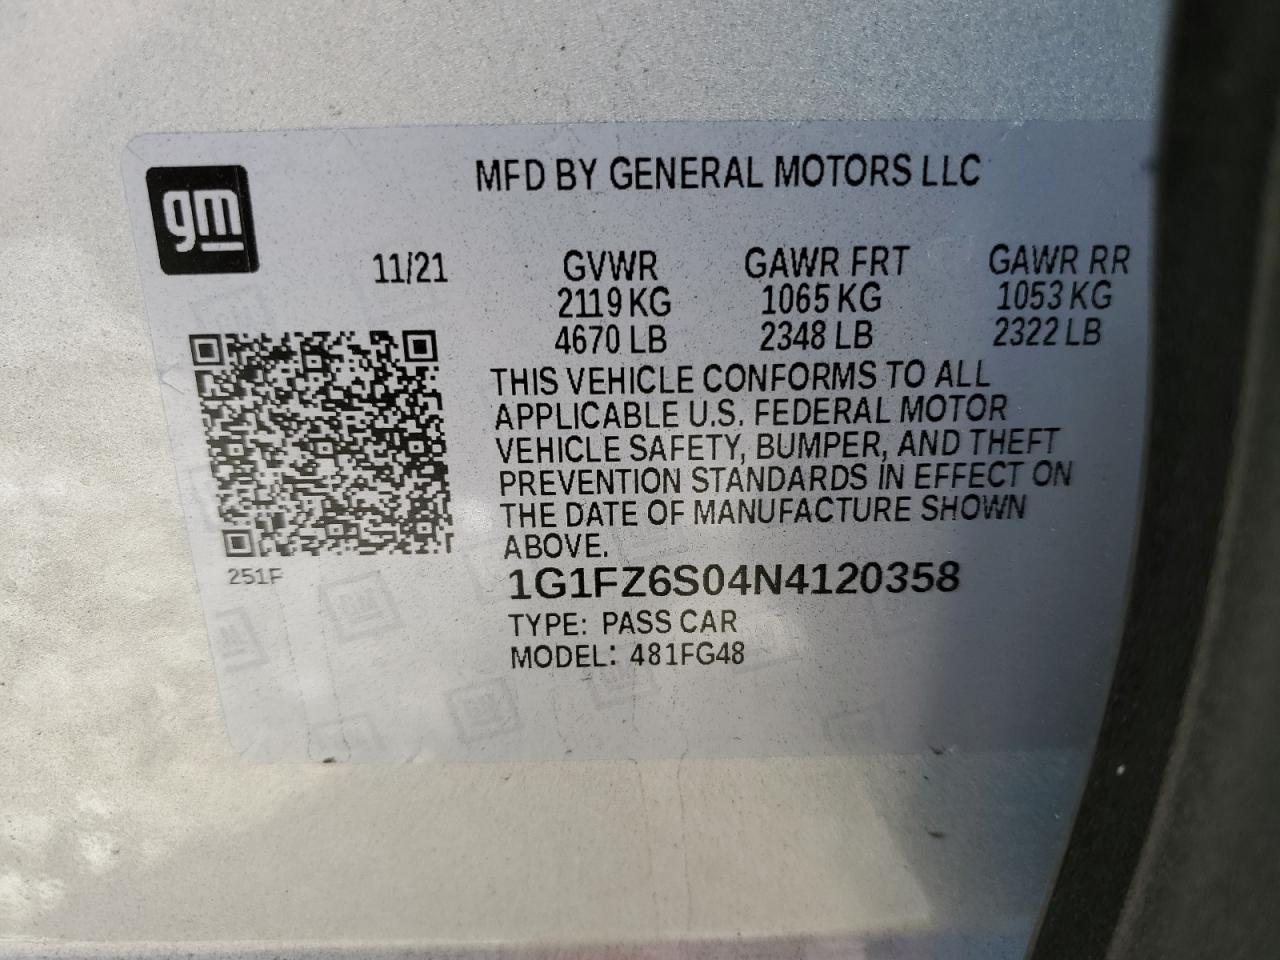 gm
MFD BY GENERAL MOTORS LLC
11/21 GVWR GAWR FRT GAWR RR
2119 KG 1065 KG 1053 KG
4670 LB 2348 LB 2322 LB
THIS VEHICLE CONFORMS TO ALL
APPLICABLE U.S. FEDERAL MOTOR
VEHICLE SAFETY, BUMPER, AND THEFT
PREVENTION STANDARDS IN EFFECT ON
THE DATE OF MANUFACTURE SHOWN
ABOVE.
251F
1G1FZ6S04N4120358
TYPE: PASS CAR
MODEL: 481FG48